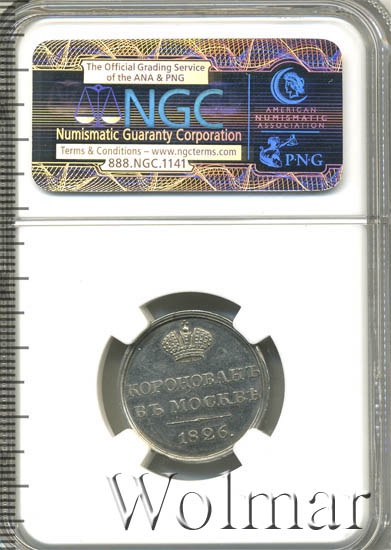 The Official Grading Service
of the ANA & PNG
NGC
Numismatic Guaranty Corporation
Terms & Conditions – www.ngcterms.com
888.NGC.1141
AMERICAN
NUMISMATIC
ASSOCIATION
PNG
КОРОНОВАНЪ
ВЪ МОСКВѢ
1826.
Wolmar